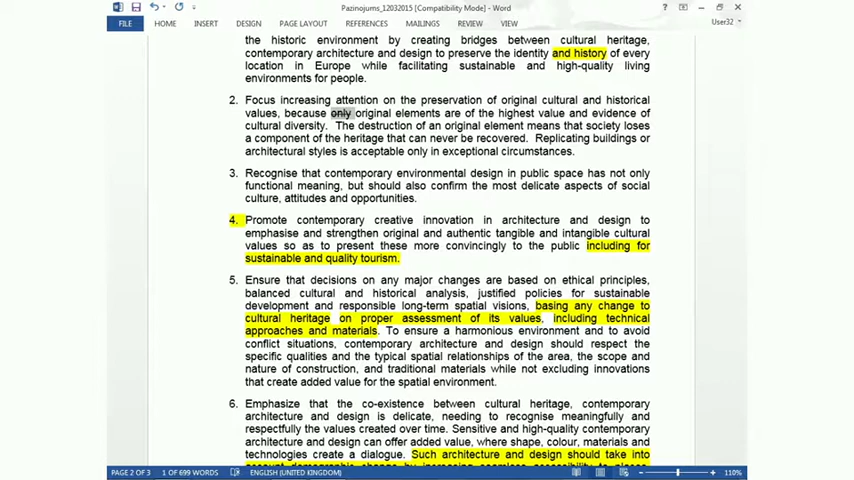 Pazinojums_12032015 [Compatibility Mode] - Word
FILE HOME INSERT DESIGN PAGE LAYOUT REFERENCES MAILINGS REVIEW VIEW User32
the historic environment by creating bridges between cultural heritage,
contemporary architecture and design to preserve the identity and history of every
location in Europe while facilitating sustainable and high-quality living
environments for people.
2. Focus increasing attention on the preservation of original cultural and historical
values, because only original elements are of the highest value and evidence of
cultural diversity. The destruction of an original element means that society loses
a component of the heritage that can never be recovered. Replicating buildings or
architectural styles is acceptable only in exceptional circumstances.
3. Recognise that contemporary environmental design in public space has not only
functional meaning, but should also confirm the most delicate aspects of social
culture, attitudes and opportunities.
4. Promote contemporary creative innovation in architecture and design to
emphasise and strengthen original and authentic tangible and intangible cultural
values so as to present these more convincingly to the public including for
sustainable and quality tourism.
5. Ensure that decisions on any major changes are based on ethical principles,
balanced cultural and historical analysis, justified policies for sustainable
development and responsible long-term spatial visions, basing any change to
cultural heritage on proper assessment of its values, including technical
approaches and materials. To ensure a harmonious environment and to avoid
conflict situations, contemporary architecture and design should respect the
specific qualities and the typical spatial relationships of the area, the scope and
nature of construction, and traditional materials while not excluding innovations
that create added value for the spatial environment.
6. Emphasize that the co-existence between cultural heritage, contemporary
architecture and design is delicate, needing to recognise meaningfully and
respectfully the values created over time. Sensitive and high-quality contemporary
architecture and design can offer added value, where shape, colour, materials and
technologies create a dialogue. Such architecture and design should take into
account demographic change by increasing seamless accessibility to places,
PAGE 2 OF 3 1 OF 699 WORDS ENGLISH (UNITED KINGDOM) 110%